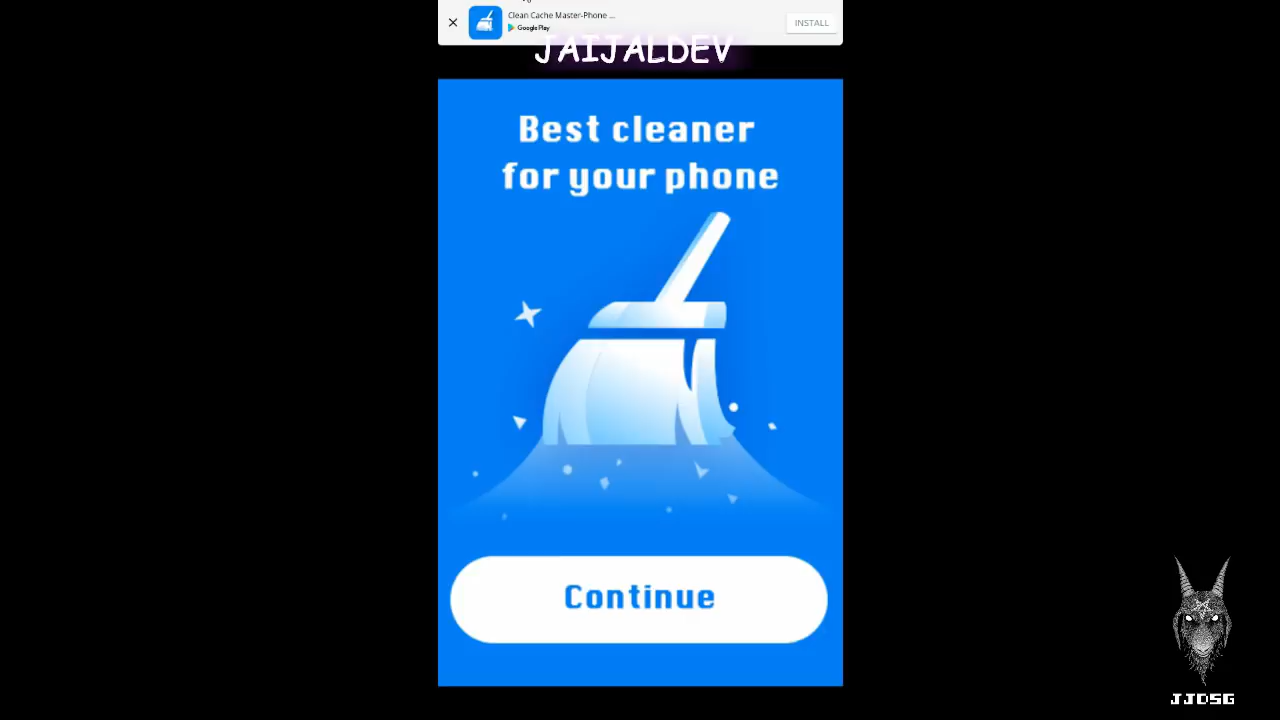 Clean Cache Master-Phone ...
Google Play
INSTALL
JAIJALDEV
Best cleaner
for your phone
Continue
JJDSG